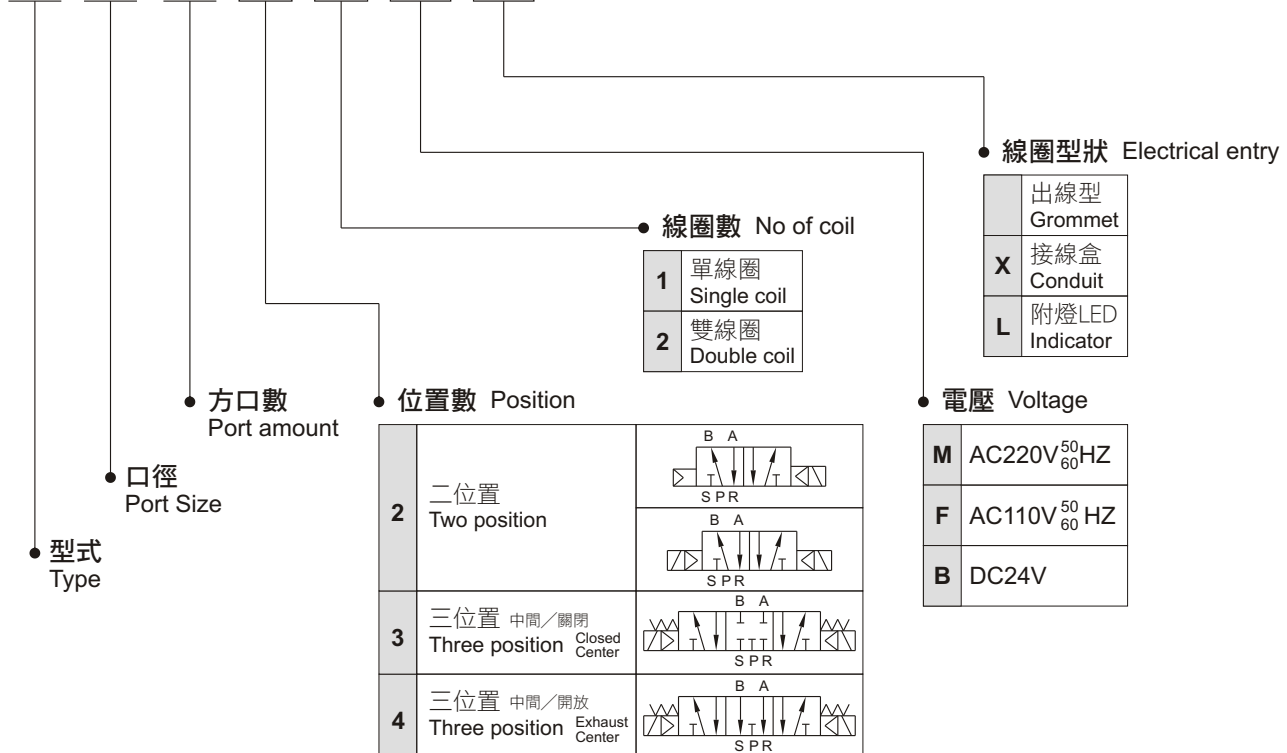 線圈型狀 Electrical entry
出線型
Grommet
X 接線盒
Conduit
L 附燈LED
Indicator
線圈數 No of coil
1 單線圈
Single coil
2 雙線圈
Double coil
方口數
Port amount
口徑
Port Size
型式
Type
位置數 Position
2 二位置
Two position
B A
S P R
B A
S P R
3 三位置 中間／關閉
Three position Closed Center
B A
S P R
4 三位置 中間／開放
Three position Exhaust Center
B A
S P R
電壓 Voltage
M AC220V 50 60 HZ
F AC110V 50 60 HZ
B DC24V